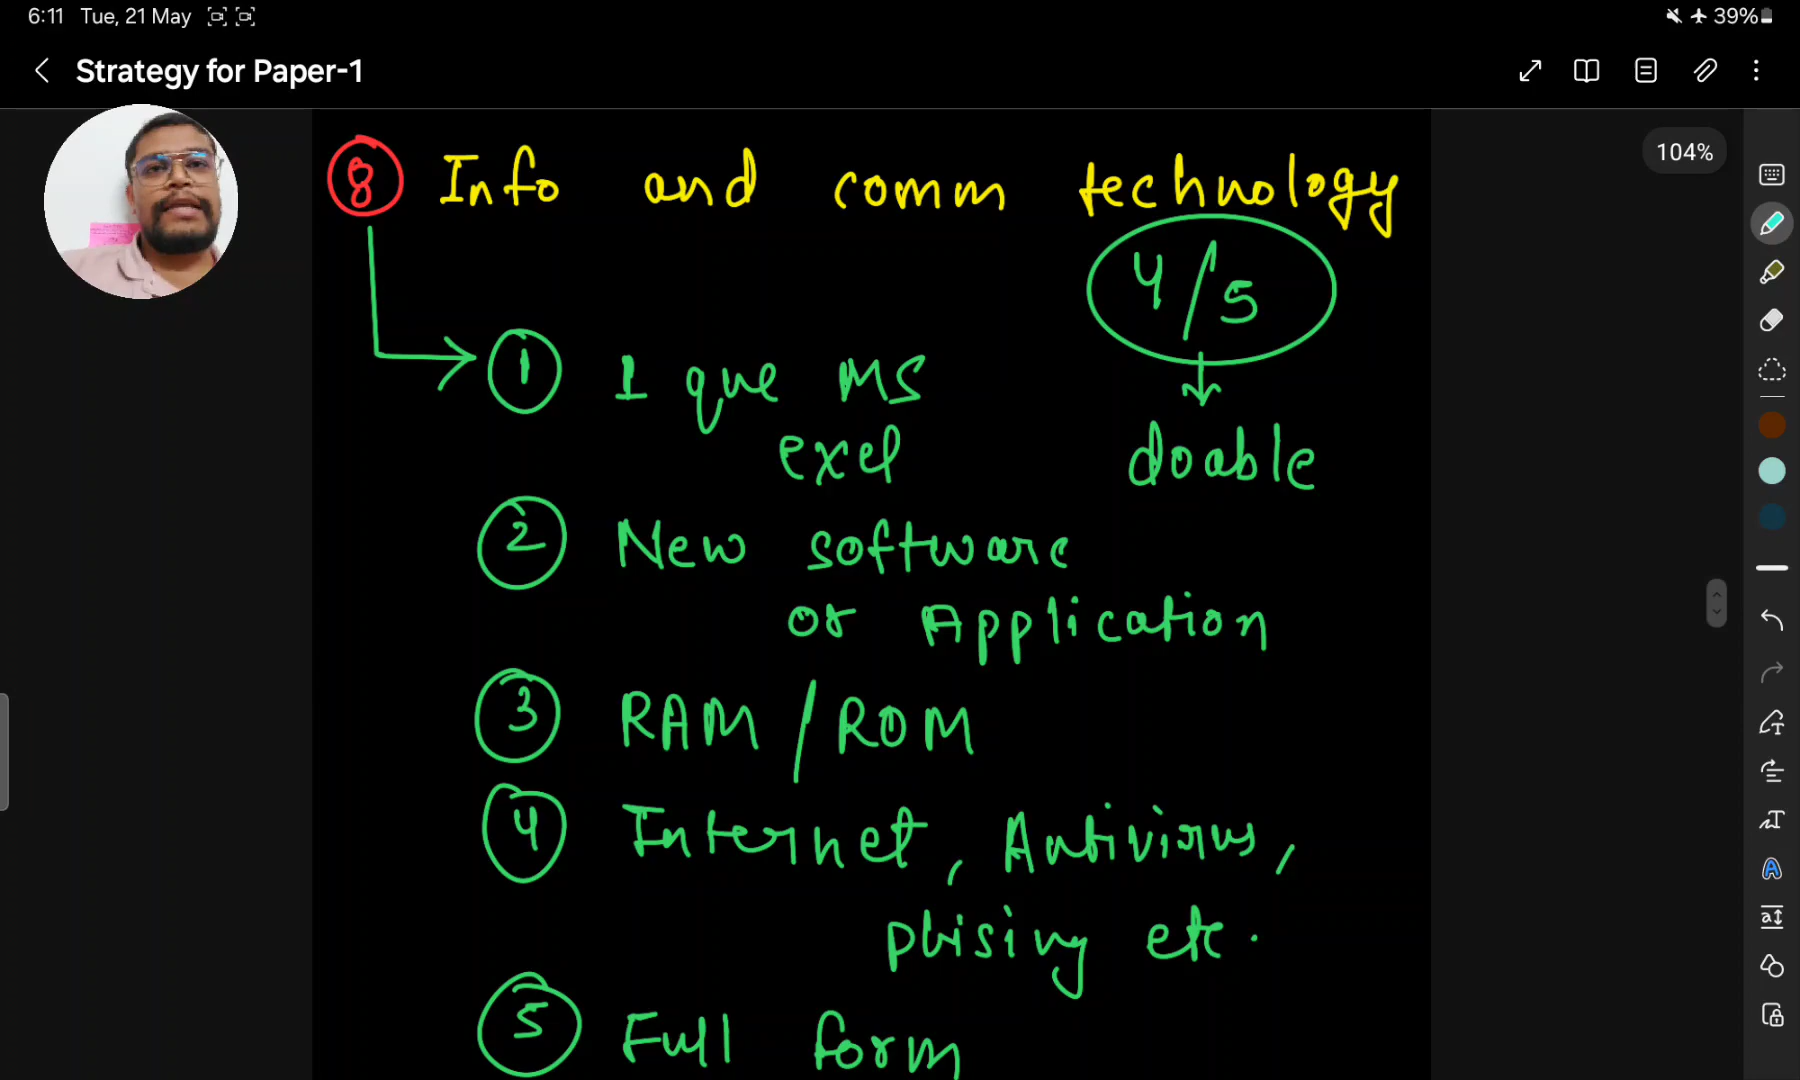 6:11 Tue, 21 May 39%
Strategy for Paper-1
104%
8 Info and comm technology
4/5
1 1 que MS
exel
doable
2 New software
or Application
3 RAM/ROM
4 Internet, Antivirus,
phising etc.
5 Full form